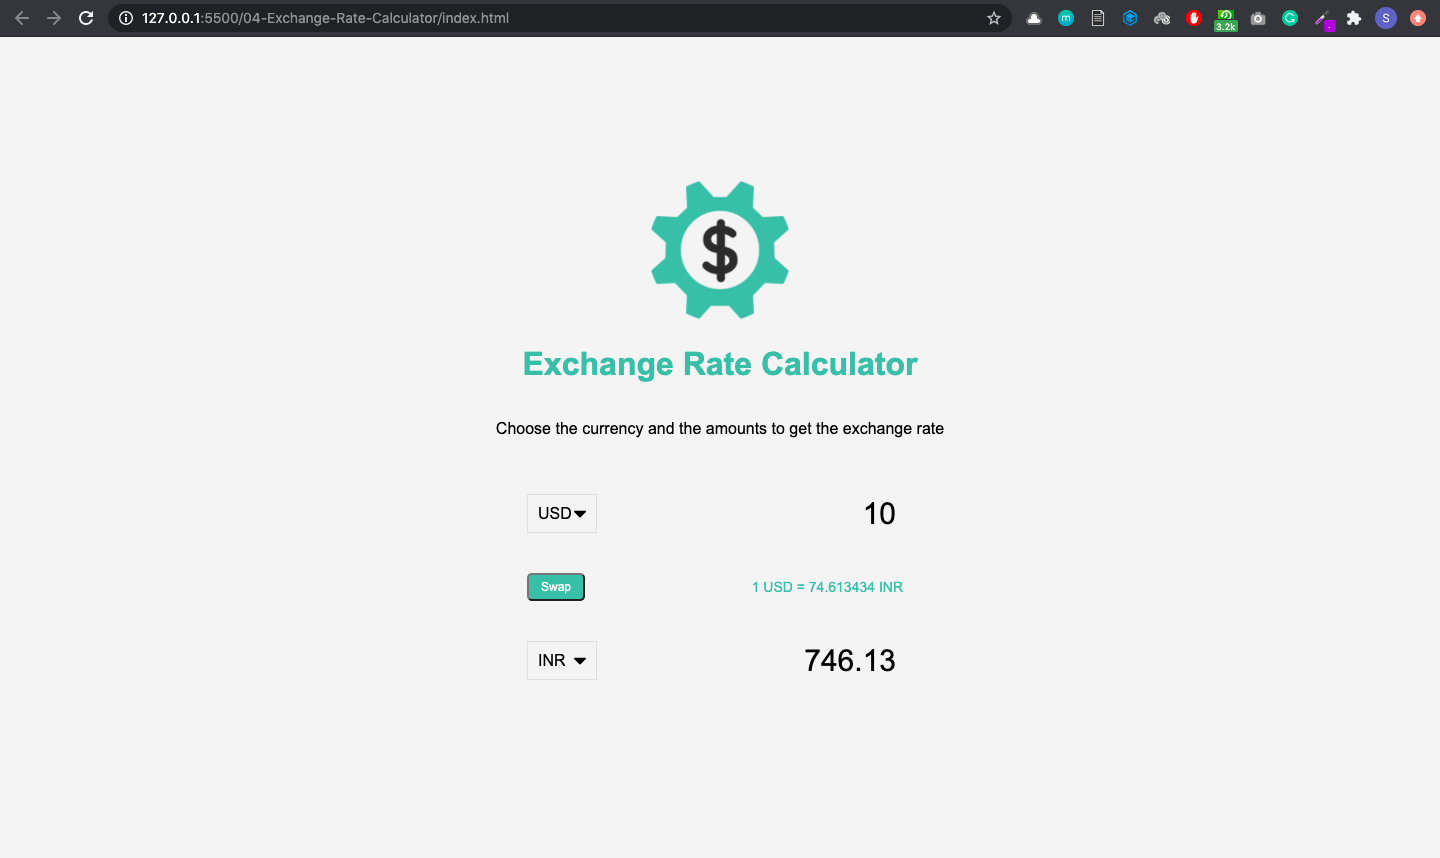 127.0.0.1:5500/04-Exchange-Rate-Calculator/index.html
m
3.2k
G
S
$
Exchange Rate Calculator
Choose the currency and the amounts to get the exchange rate
USD 10
Swap 1 USD = 74.613434 INR
INR 746.13